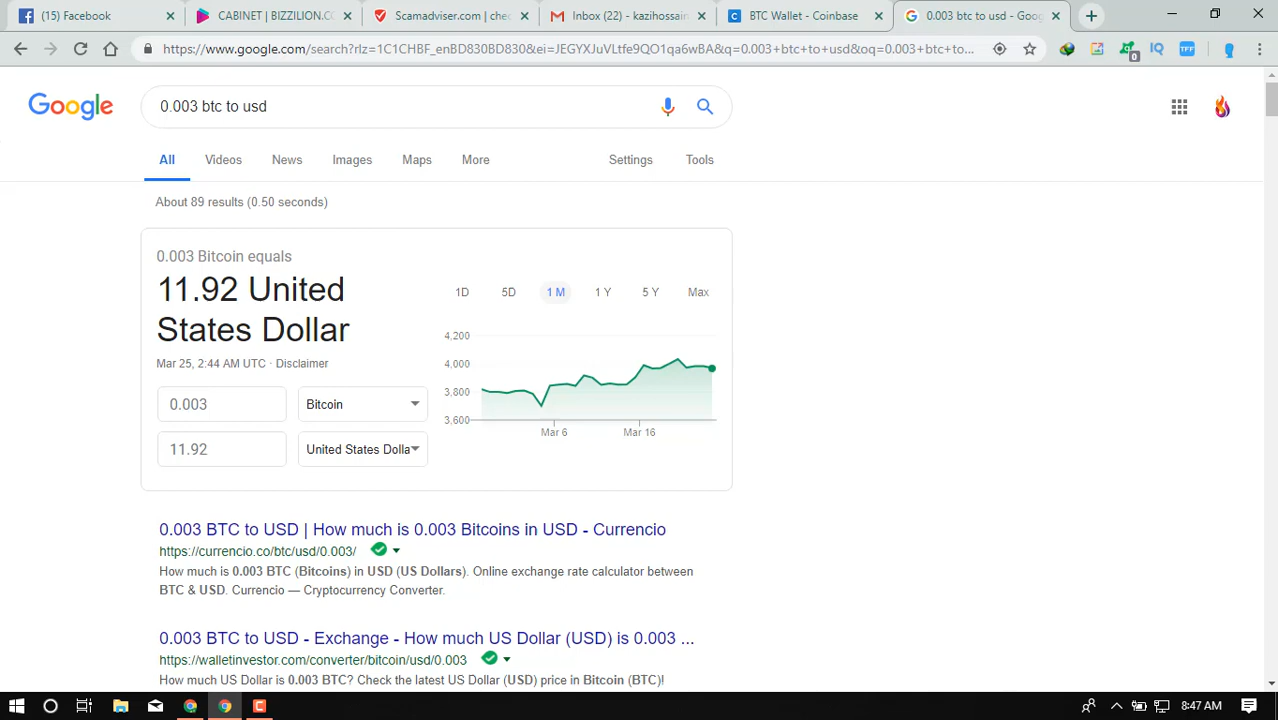 (15) Facebook
CABINET | BIZZILION.CC
Scamadviser.com | chec
Inbox (22) - kazihossain
BTC Wallet - Coinbase
0.003 btc to usd - Goog
https://www.google.com/search?rlz=1C1CHBF_enBD830BD830&ei=JEGYXJuVLtfe9QO1qa6wBA&q=0.003+btc+to+usd&oq=0.003+btc+to...
0
IQ
TFF
Google
0.003 btc to usd
All
Videos
News
Images
Maps
More
Settings
Tools
About 89 results (0.50 seconds)
0.003 Bitcoin equals
11.92 United
States Dollar
Mar 25, 2:44 AM UTC · Disclaimer
0.003
Bitcoin
11.92
United States Dolla
1D
5D
1 M
1 Y
5 Y
Max
4,200
4,000
3,800
3,600
Mar 6
Mar 16
0.003 BTC to USD | How much is 0.003 Bitcoins in USD - Currencio
https://currencio.co/btc/usd/0.003/
How much is 0.003 BTC (Bitcoins) in USD (US Dollars). Online exchange rate calculator between
BTC & USD. Currencio — Cryptocurrency Converter.
0.003 BTC to USD - Exchange - How much US Dollar (USD) is 0.003 ...
https://walletinvestor.com/converter/bitcoin/usd/0.003
How much US Dollar is 0.003 BTC? Check the latest US Dollar (USD) price in Bitcoin (BTC)!
8:47 AM